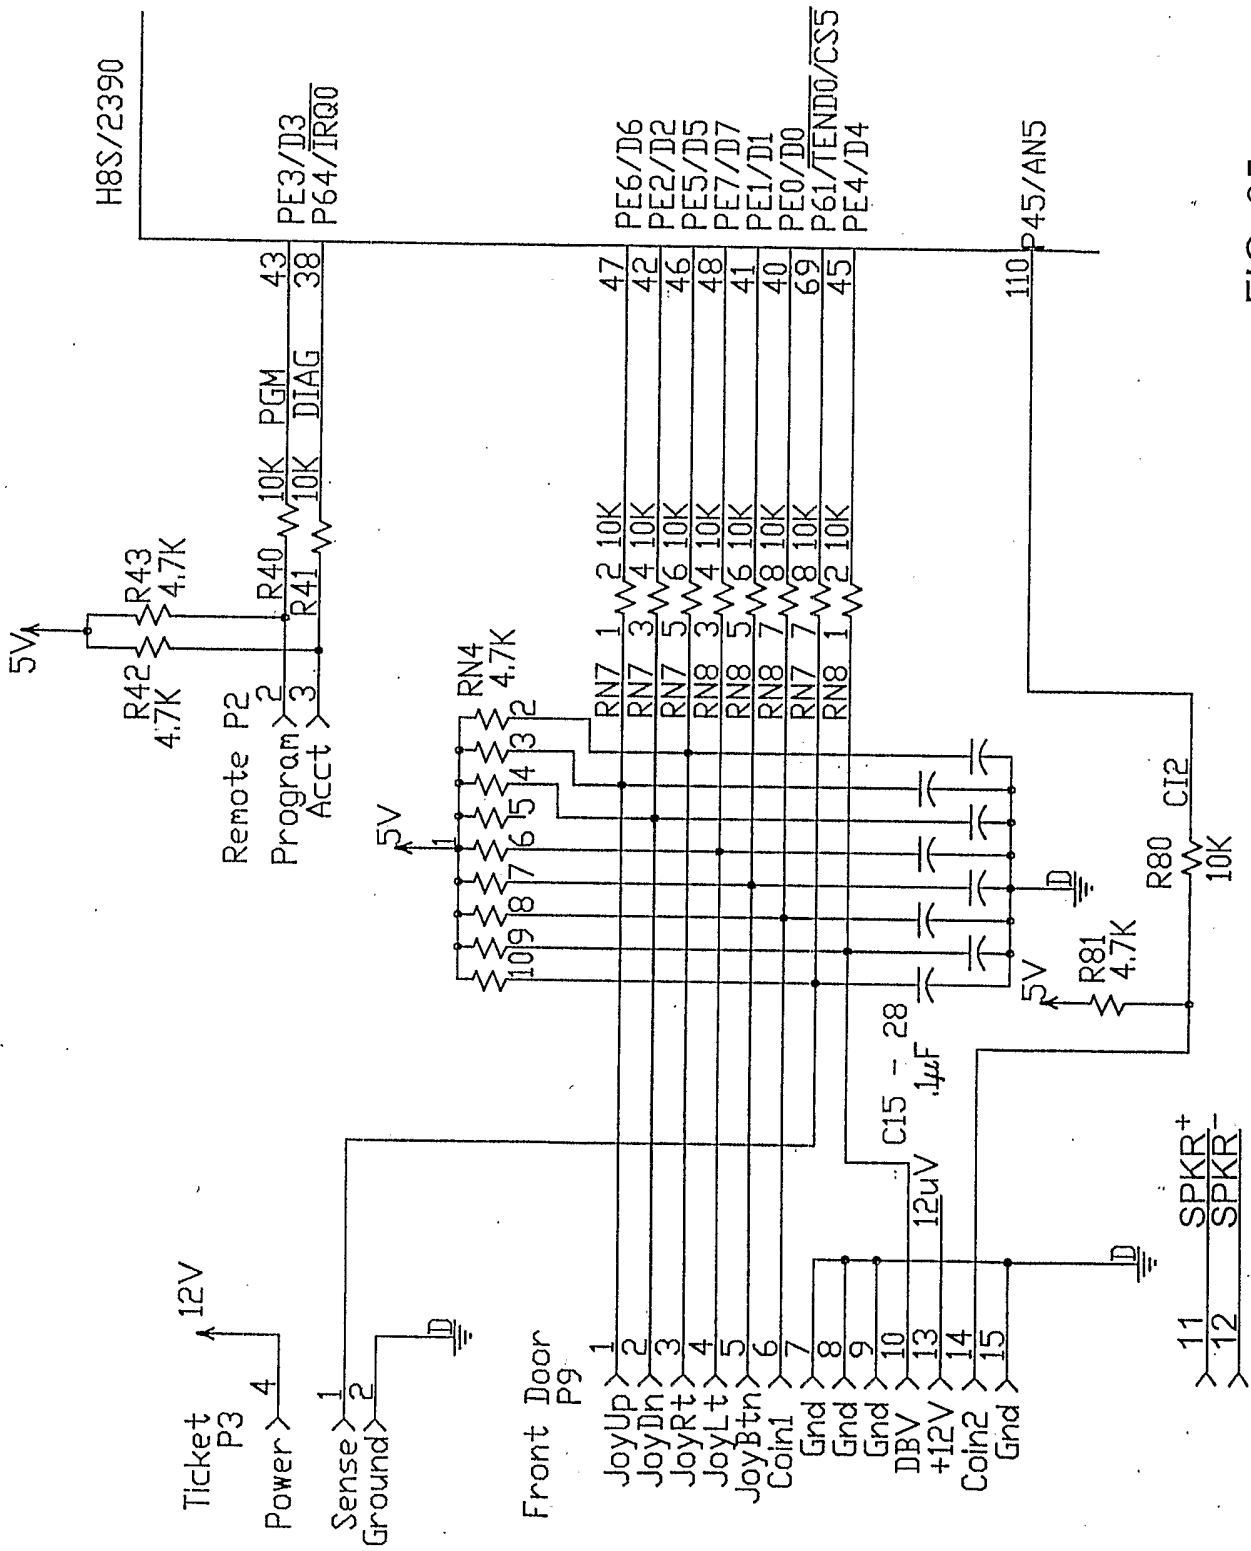 H8S/2390
5V
R42
4.7K
R43
4.7K
Remote P2
Program 2 R40 10K PGM 43 PE3/D3
Acct 3 R41 10K DIAG 38 P64/IRQ0
Ticket
P3
Power 4 12V
Sense 1
Ground 2
D
5V
RN4
4.7K
1
10 9 8 7 6 5 4 3 2
Front Door
P9
JoyUp 1 RN7 1 2 10K 47 PE6/D6
JoyDn 2 RN7 3 4 10K 42 PE2/D2
JoyRt 3 RN7 5 6 10K 46 PE5/D5
JoyLt 4 RN8 3 4 10K 48 PE7/D7
JoyBtn 5 RN8 5 6 10K 41 PE1/D1
Coin1 6 RN8 7 8 10K 40 PE0/D0
Gnd 7 RN7 7 8 10K 69 P61/TEND0/CS5
Gnd 8 RN8 1 2 10K 45 PE4/D4
Gnd 9
DBV 10
+12V 13 12uV
Coin2 14
Gnd 15
C15 - 28
.1µF
D
D
110 P45/AN5
5V
R81
4.7K
R80 CI2
10K
11 SPKR+
12 SPKR-